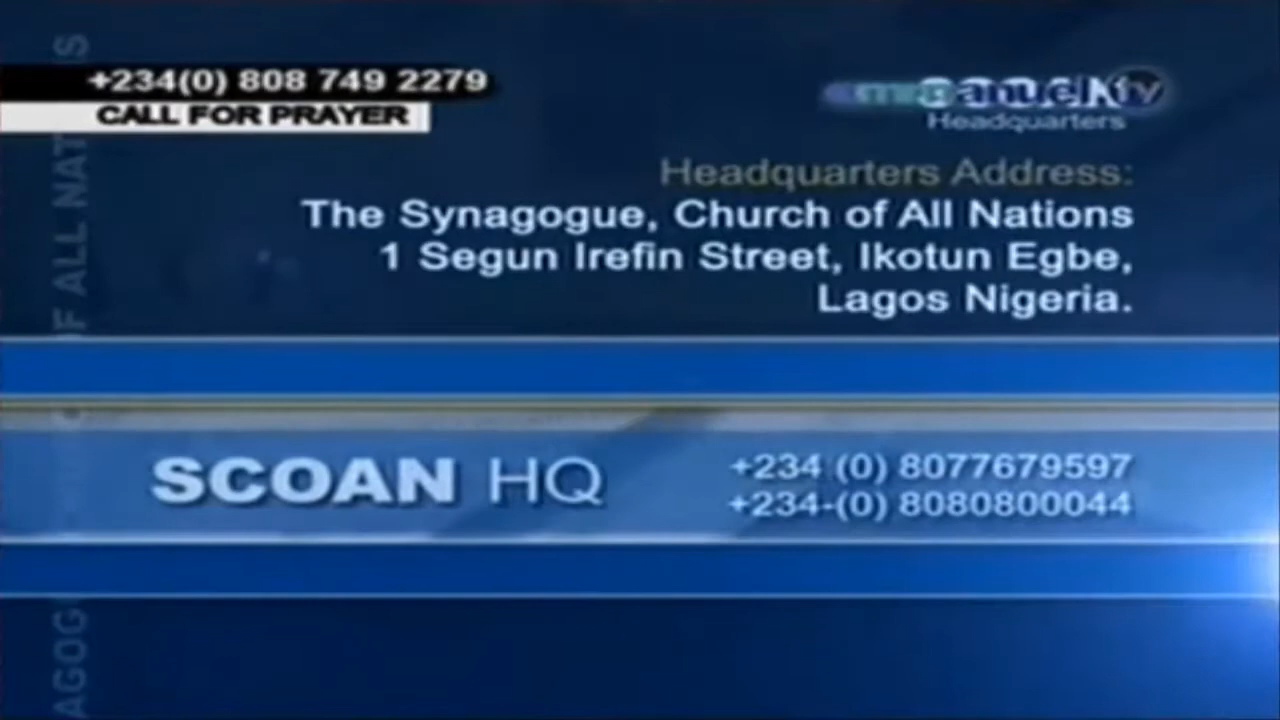 +234(0) 808 749 2279
CALL FOR PRAYER
Headquarters
Headquarters Address:
The Synagogue, Church of All Nations
1 Segun Irefin Street, Ikotun Egbe,
Lagos Nigeria.
SCOAN HQ
+234 (0) 8077679597
+234-(0) 8080800044